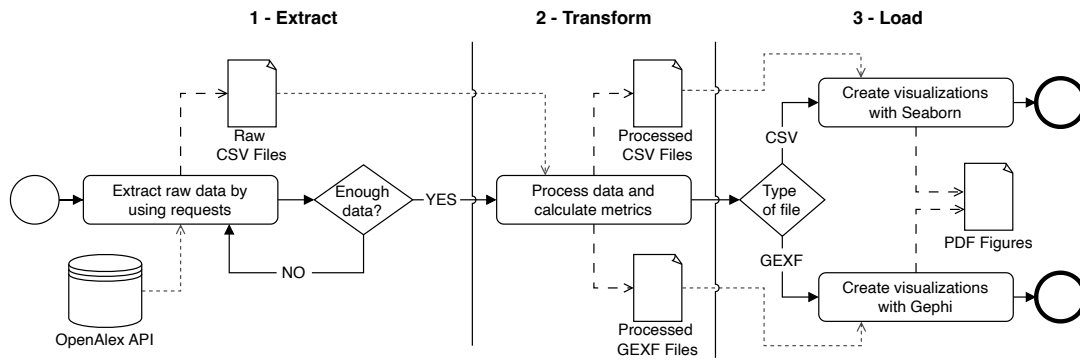 1 - Extract
2 - Transform
3 - Load
Raw
CSV Files
Extract raw data by
using requests
Enough
data?
YES
NO
OpenAlex API
Processed
CSV Files
Process data and
calculate metrics
Processed
GEXF Files
Type
of file
CSV
GEXF
Create visualizations
with Seaborn
PDF Figures
Create visualizations
with Gephi